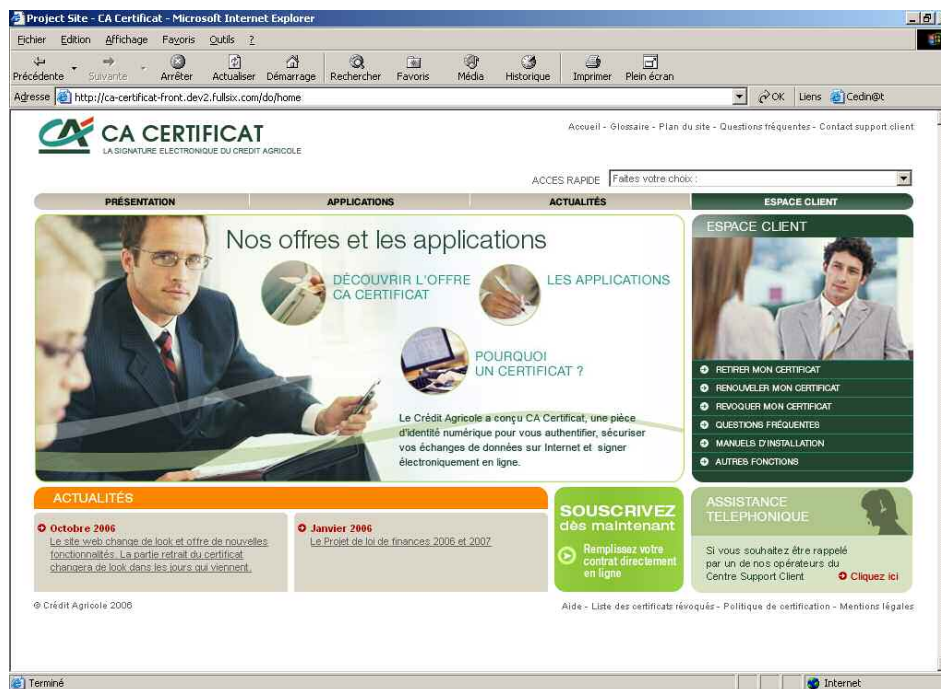 Project Site - CA Certificat - Microsoft Internet Explorer
Fichier Edition Affichage Favoris Outils ?
Précédente Suivante Arrêter Actualiser Démarrage Rechercher Favoris Média Historique Imprimer Plein écran
Adresse http://ca-certificat-front.dev2.fullsix.com/do/home OK Liens Cedin@t
CA CERTIFICAT
LA SIGNATURE ELECTRONIQUE DU CREDIT AGRICOLE
Accueil - Glossaire - Plan du site - Questions fréquentes - Contact support client
ACCES RAPIDE Faites votre choix :
PRÉSENTATION APPLICATIONS ACTUALITÉS ESPACE CLIENT
Nos offres et les applications
DÉCOUVRIR L'OFFRE
CA CERTIFICAT
LES APPLICATIONS
POURQUOI
UN CERTIFICAT ?
Le Crédit Agricole a conçu CA Certificat, une pièce
d'identité numérique pour vous authentifier, sécuriser
vos échanges de données sur Internet et signer
électroniquement en ligne.
ESPACE CLIENT
RETIRER MON CERTIFICAT
RENOUVELER MON CERTIFICAT
REVOQUER MON CERTIFICAT
QUESTIONS FRÉQUENTES
MANUELS D'INSTALLATION
AUTRES FONCTIONS
ACTUALITÉS
Octobre 2006
Le site web change de look et offre de nouvelles
fonctionnalités. La partie retrait du certificat
changera de look dans les jours qui viennent.
Janvier 2006
Le Projet de loi de finances 2006 et 2007
SOUSCRIVEZ
dès maintenant
Remplissez votre
contrat directement
en ligne
ASSISTANCE
TELEPHONIQUE
Si vous souhaitez être rappelé
par un de nos opérateurs du
Centre Support Client Cliquez ici
© Crédit Agricole 2006
Aide - Liste des certificats révoqués - Politique de certification - Mentions légales
Terminé Internet